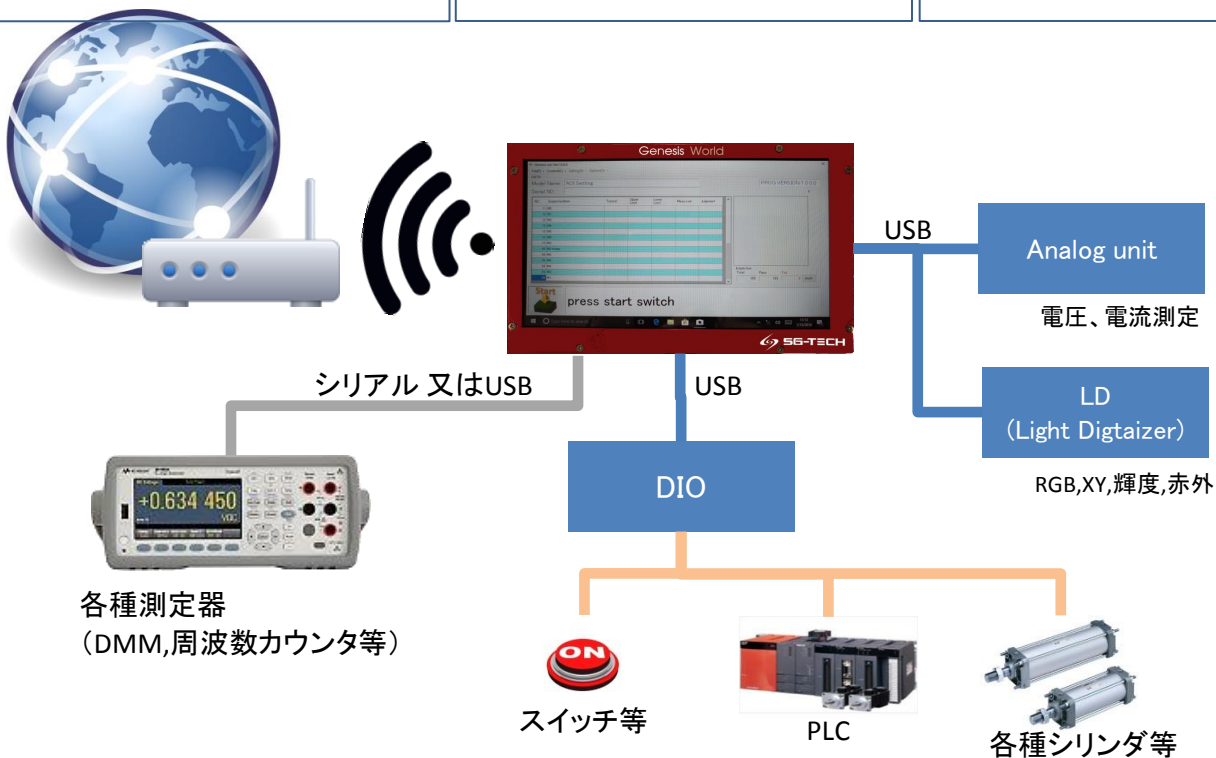 Genesis World
Model Name
press start switch
Start
SG-TECH
USB
Analog unit
電圧、電流測定
シリアル 又はUSB
USB
LD
(Light Digtaizer)
RGB,XY,輝度,赤外
DIO
+0.634 450
VDC
各種測定器
（DMM,周波数カウンタ等）
ON
スイッチ等
PLC
各種シリンダ等